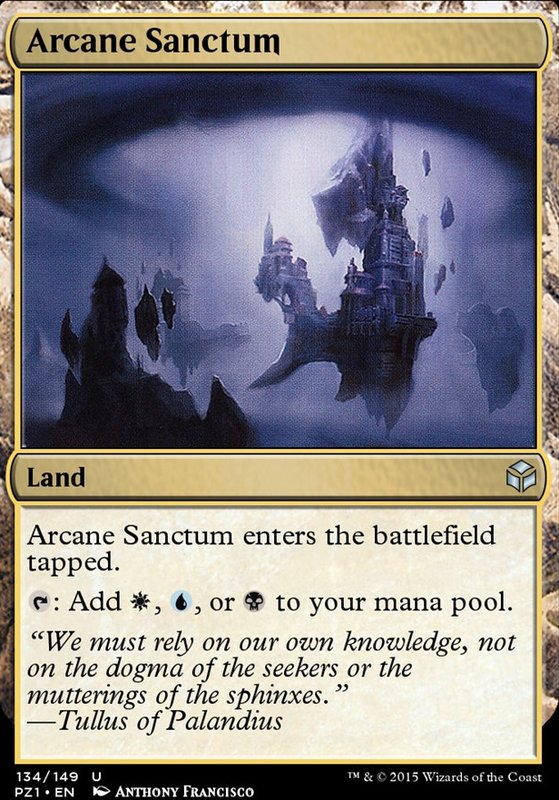 Arcane Sanctum
Land
Arcane Sanctum enters the battlefield
tapped.
: Add , , or to your mana pool.
“We must rely on our own knowledge, not
on the dogma of the seekers or the
mutterings of the sphinxes.”
—Tullus of Palandius
134/149 U
PZ1 • EN Anthony Francisco
™ & © 2015 Wizards of the Coast